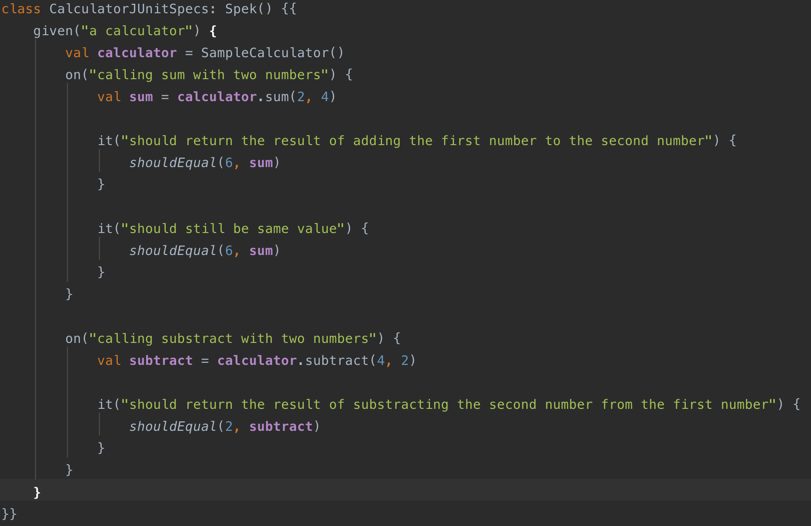 class CalculatorJUnitSpecs: Spek() {{
    given("a calculator") {
        val calculator = SampleCalculator()
        on("calling sum with two numbers") {
            val sum = calculator.sum(2, 4)

            it("should return the result of adding the first number to the second number") {
                shouldEqual(6, sum)
            }

            it("should still be same value") {
                shouldEqual(6, sum)
            }
        }

        on("calling substract with two numbers") {
            val subtract = calculator.subtract(4, 2)

            it("should return the result of substracting the second number from the first number") {
                shouldEqual(2, subtract)
            }
        }
    }
}}